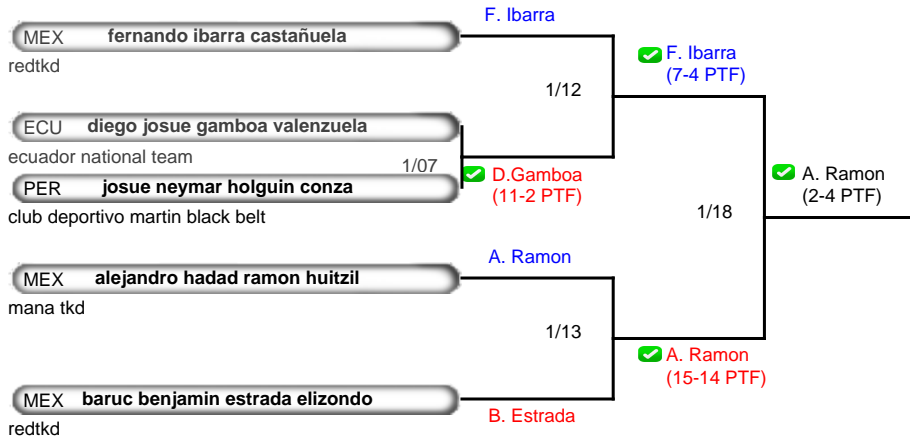 F. Ibarra
MEX fernando ibarra castañuela
redtkd
F. Ibarra
(7-4 PTF)
1/12
ECU diego josue gamboa valenzuela
ecuador national team
1/07
D.Gamboa
(11-2 PTF)
PER josue neymar holguin conza
club deportivo martin black belt
A. Ramon
(2-4 PTF)
1/18
A. Ramon
MEX alejandro hadad ramon huitzil
mana tkd
1/13
A. Ramon
(15-14 PTF)
MEX baruc benjamin estrada elizondo
B. Estrada
redtkd